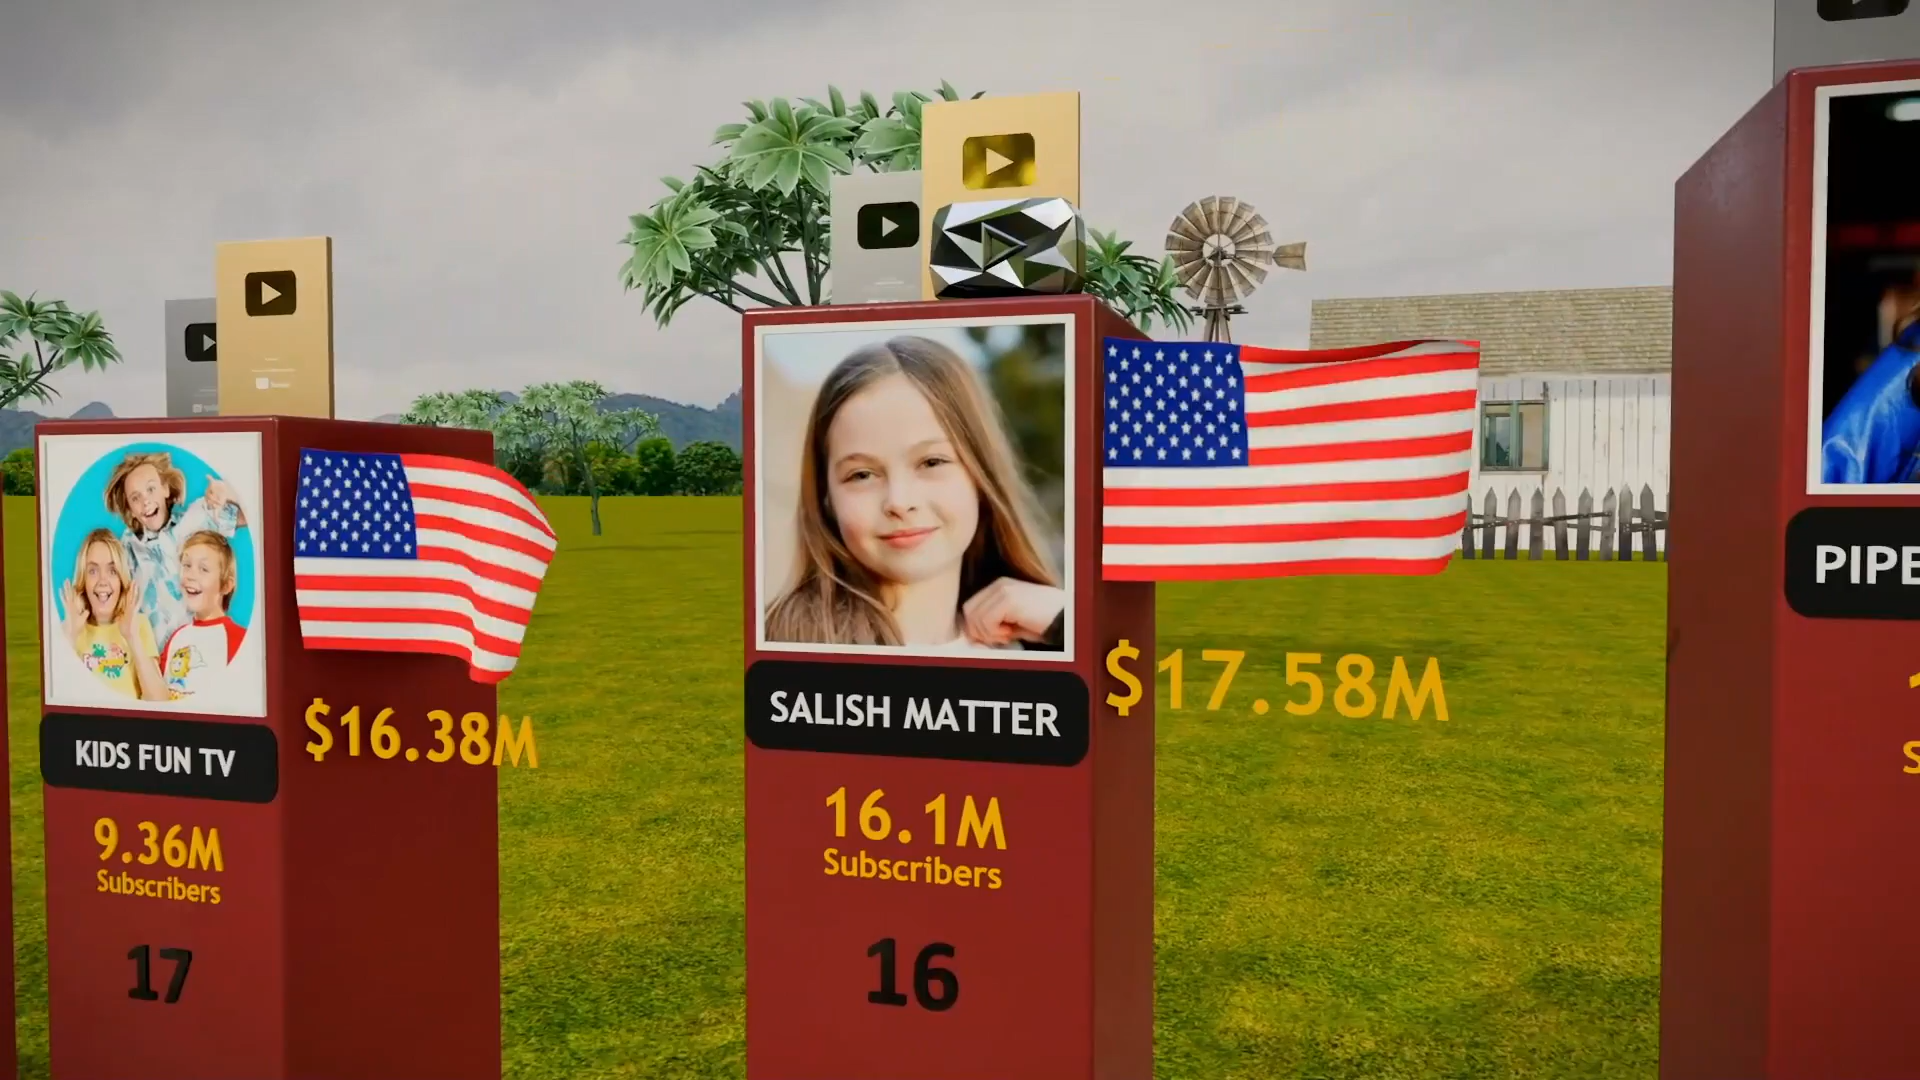 KIDS FUN TV
$16.38M
9.36M
Subscribers
17
SALISH MATTER
$17.58M
16.1M
Subscribers
16
PIPE